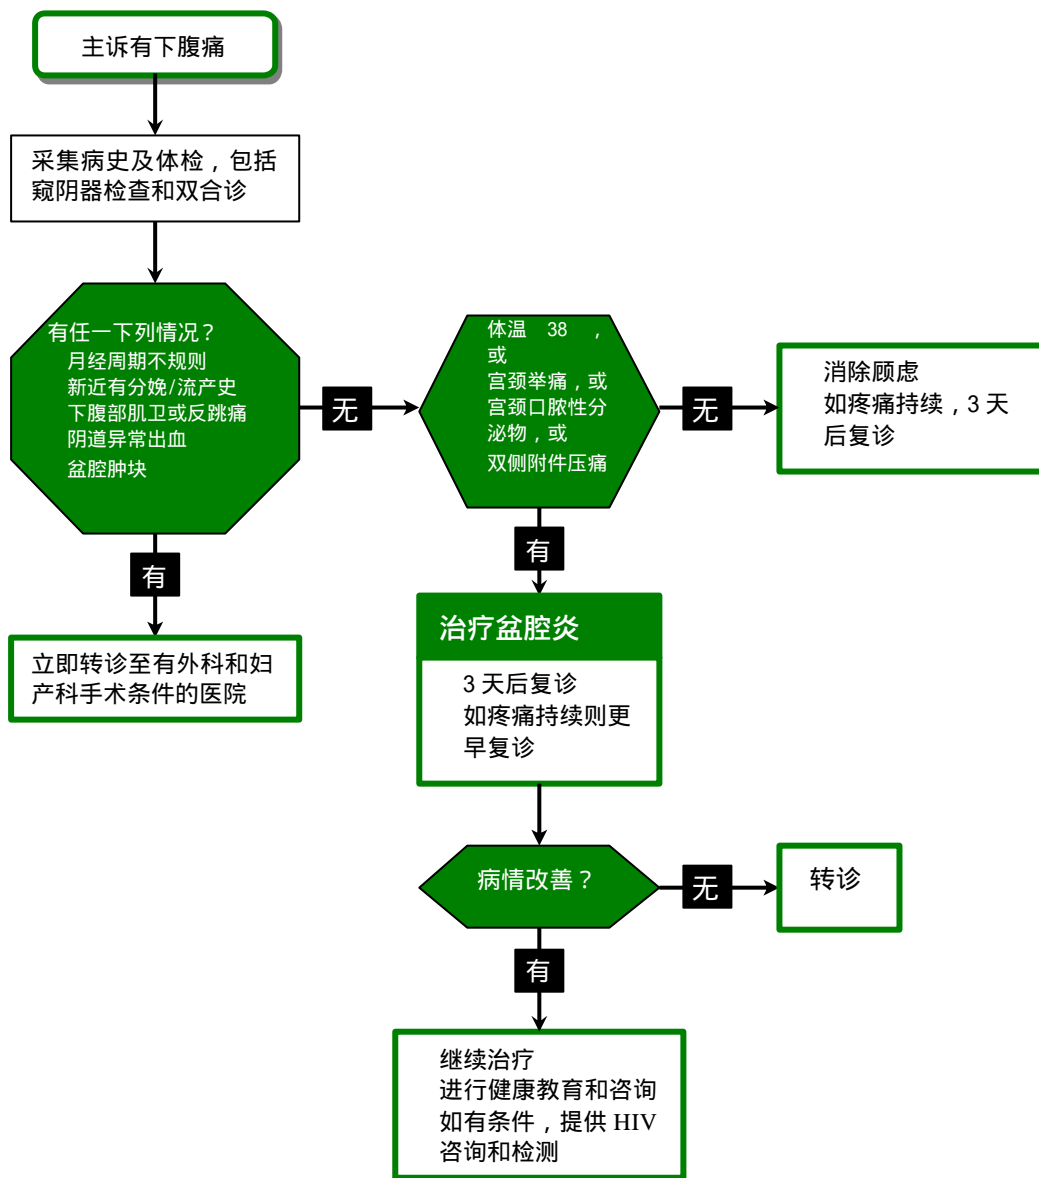 主诉有下腹痛
采集病史及体检，包括
窥阴器检查和双合诊
有任一下列情况？
月经周期不规则
新近有分娩/流产史
下腹部肌卫或反跳痛
阴道异常出血
盆腔肿块
无
体温 38 ，
或
宫颈举痛，或
宫颈口脓性分
泌物，或
双侧附件压痛
无
消除顾虑
如疼痛持续，3 天
后复诊
有
立即转诊至有外科和妇
产科手术条件的医院
有
治疗盆腔炎
3 天后复诊
如疼痛持续则更
早复诊
病情改善？
无
转诊
有
继续治疗
进行健康教育和咨询
如有条件，提供 HIV
咨询和检测